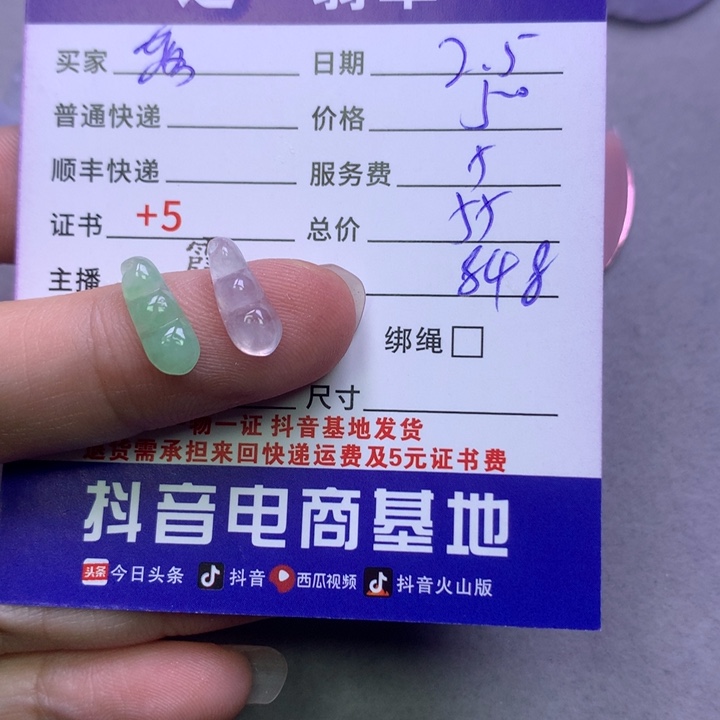 买家 日期 2.5
普通快递 价格 50
顺丰快递 服务费 5
证书 +5 总价 55
主播 848
绑绳
尺寸
物一证 抖音基地发货
退货需承担来回快递运费及5元证书费
抖音电商基地
头条 今日头条 抖音 西瓜视频 抖音火山版